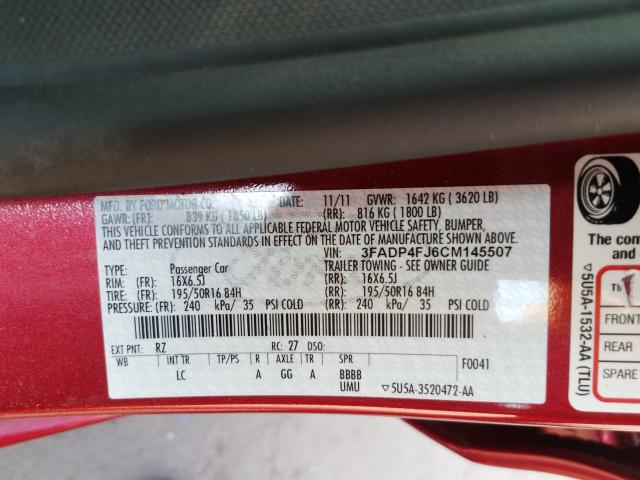 MFD. BY FORD MOTOR CO.
DATE: 11/11 GVWR: 1642 KG ( 3620 LB)
GAWR: (FR): 839 KG ( 1850 LB) (RR): 816 KG ( 1800 LB)
THIS VEHICLE CONFORMS TO ALL APPLICABLE FEDERAL MOTOR VEHICLE SAFETY, BUMPER,
AND THEFT PREVENTION STANDARDS IN EFFECT ON THE DATE OF MANUFACTURE SHOWN ABOVE.
VIN: 3FADP4FJ6CM145507
TYPE: Passenger Car TRAILER TOWING - SEE OWNER GUIDE
RIM: (FR): 16X6.5J (RR): 16X6.5J
TIRE: (FR): 195/50R16 84H (RR): 195/50R16 84H
PRESSURE: (FR): 240 kPa/ 35 PSI COLD (RR): 240 kPa/ 35 PSI COLD
EXT PNT: RZ RC: 27 DSO:
WB INT TR TP/PS R AXLE TR SPR F0041
LC A GG A BBBB
UMU ▽5U5A-3520472-AA
The com
are
▽5U5A-1532-AA (TLU)
FRONT
REAR
SPARE